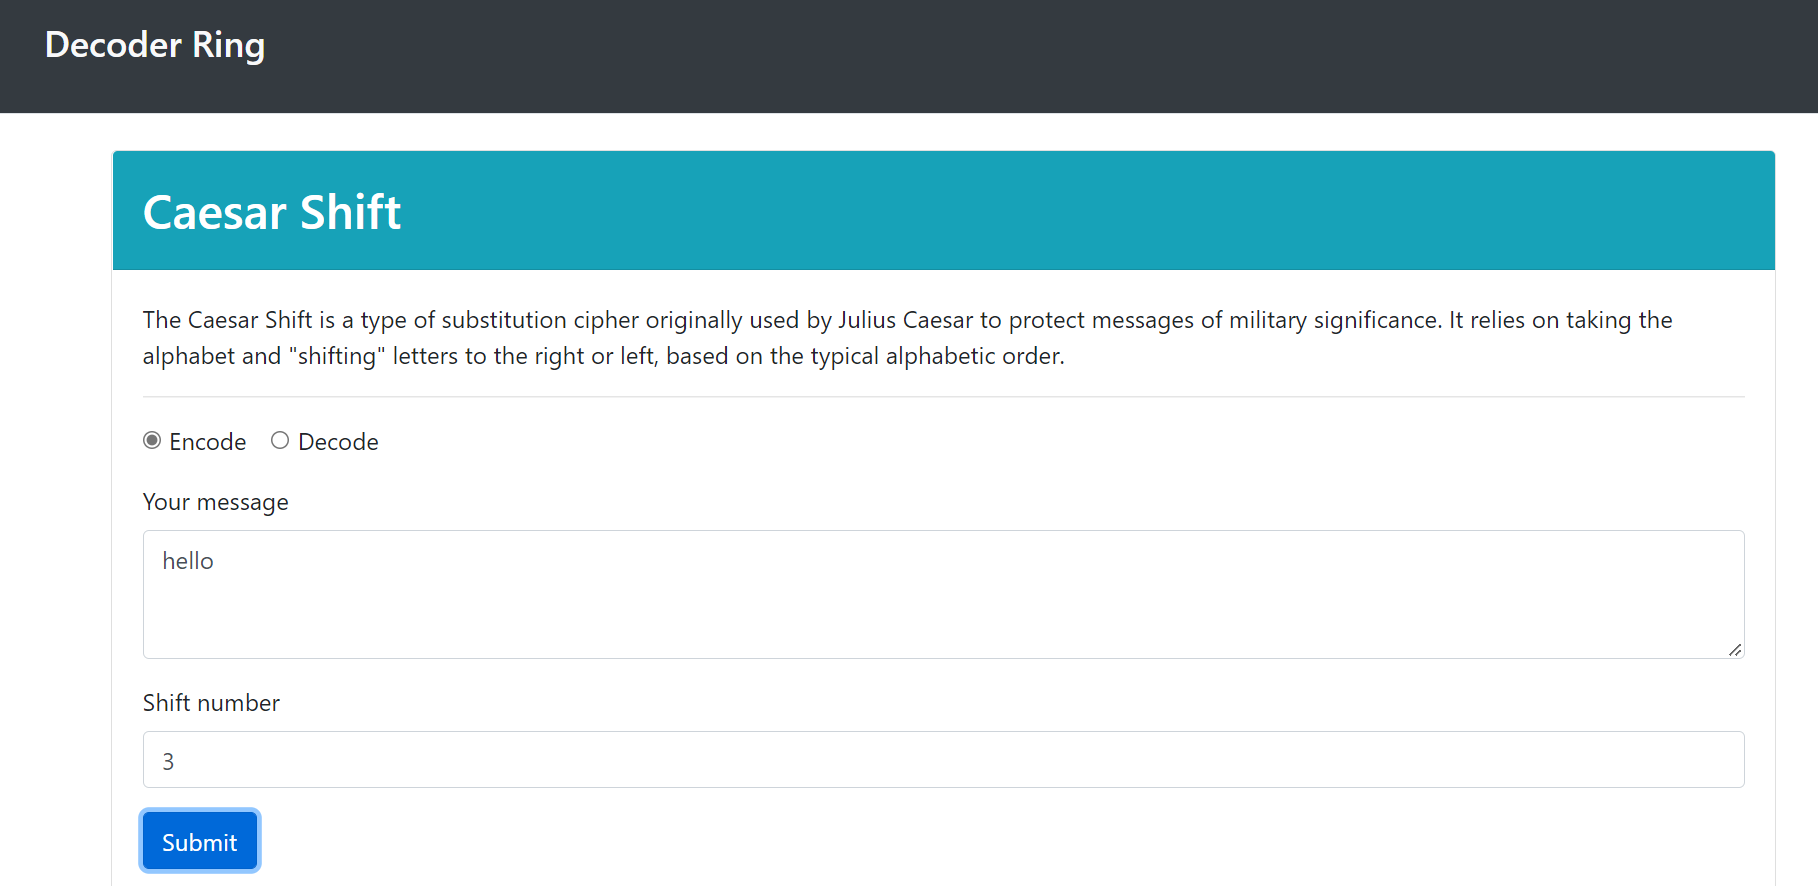 Decoder Ring
Caesar Shift
The Caesar Shift is a type of substitution cipher originally used by Julius Caesar to protect messages of military significance. It relies on taking the
alphabet and "shifting" letters to the right or left, based on the typical alphabetic order.
Encode Decode
Your message
hello
Shift number
3
Submit